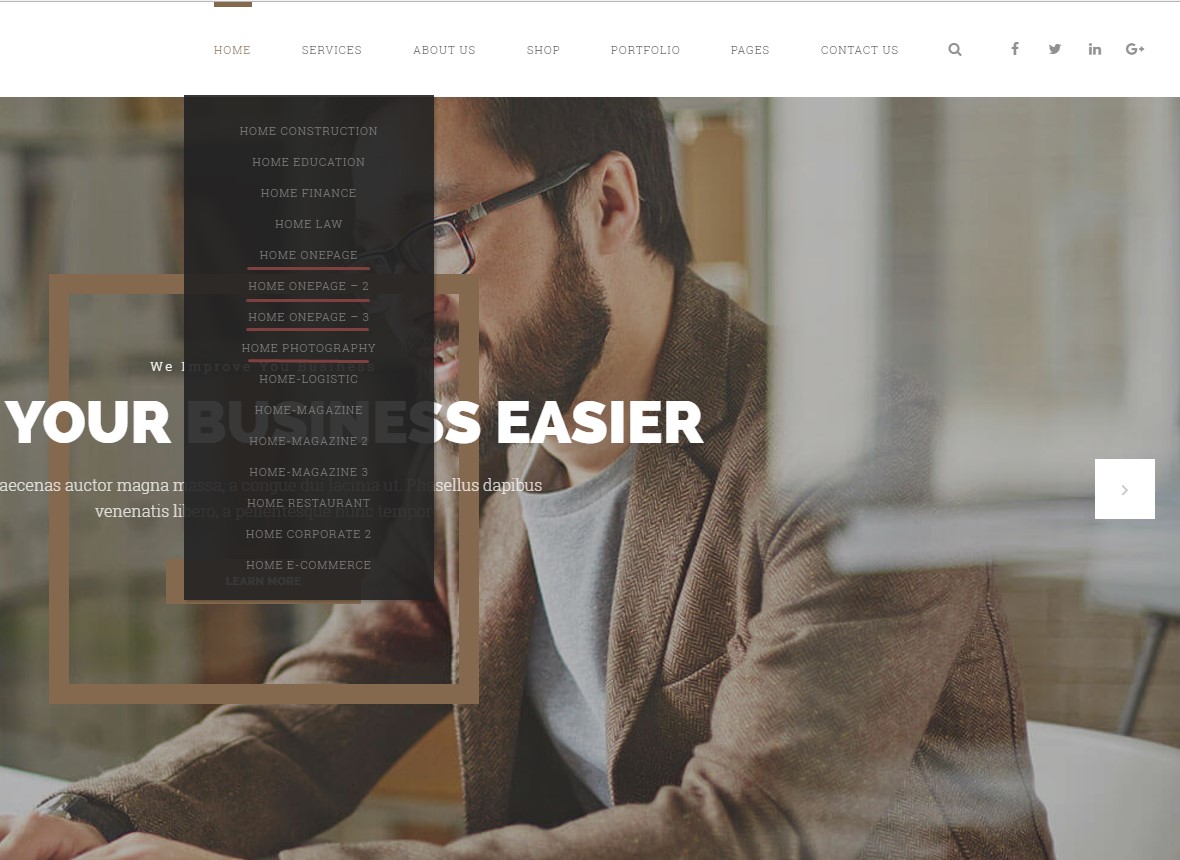 HOME SERVICES ABOUT US SHOP PORTFOLIO PAGES CONTACT US
HOME CONSTRUCTION
HOME EDUCATION
HOME FINANCE
HOME LAW
HOME ONEPAGE
HOME ONEPAGE – 2
HOME ONEPAGE – 3
HOME PHOTOGRAPHY
HOME-LOGISTIC
HOME-MAGAZINE
HOME-MAGAZINE 2
HOME-MAGAZINE 3
HOME RESTAURANT
HOME CORPORATE 2
HOME E-COMMERCE
We Improve You Business
YOUR BUSINESS EASIER
aecenas auctor magna massa, a congue dui lacinia ut. Phasellus dapibus
venenatis libero, a pellentesque nunc tempor
LEARN MORE